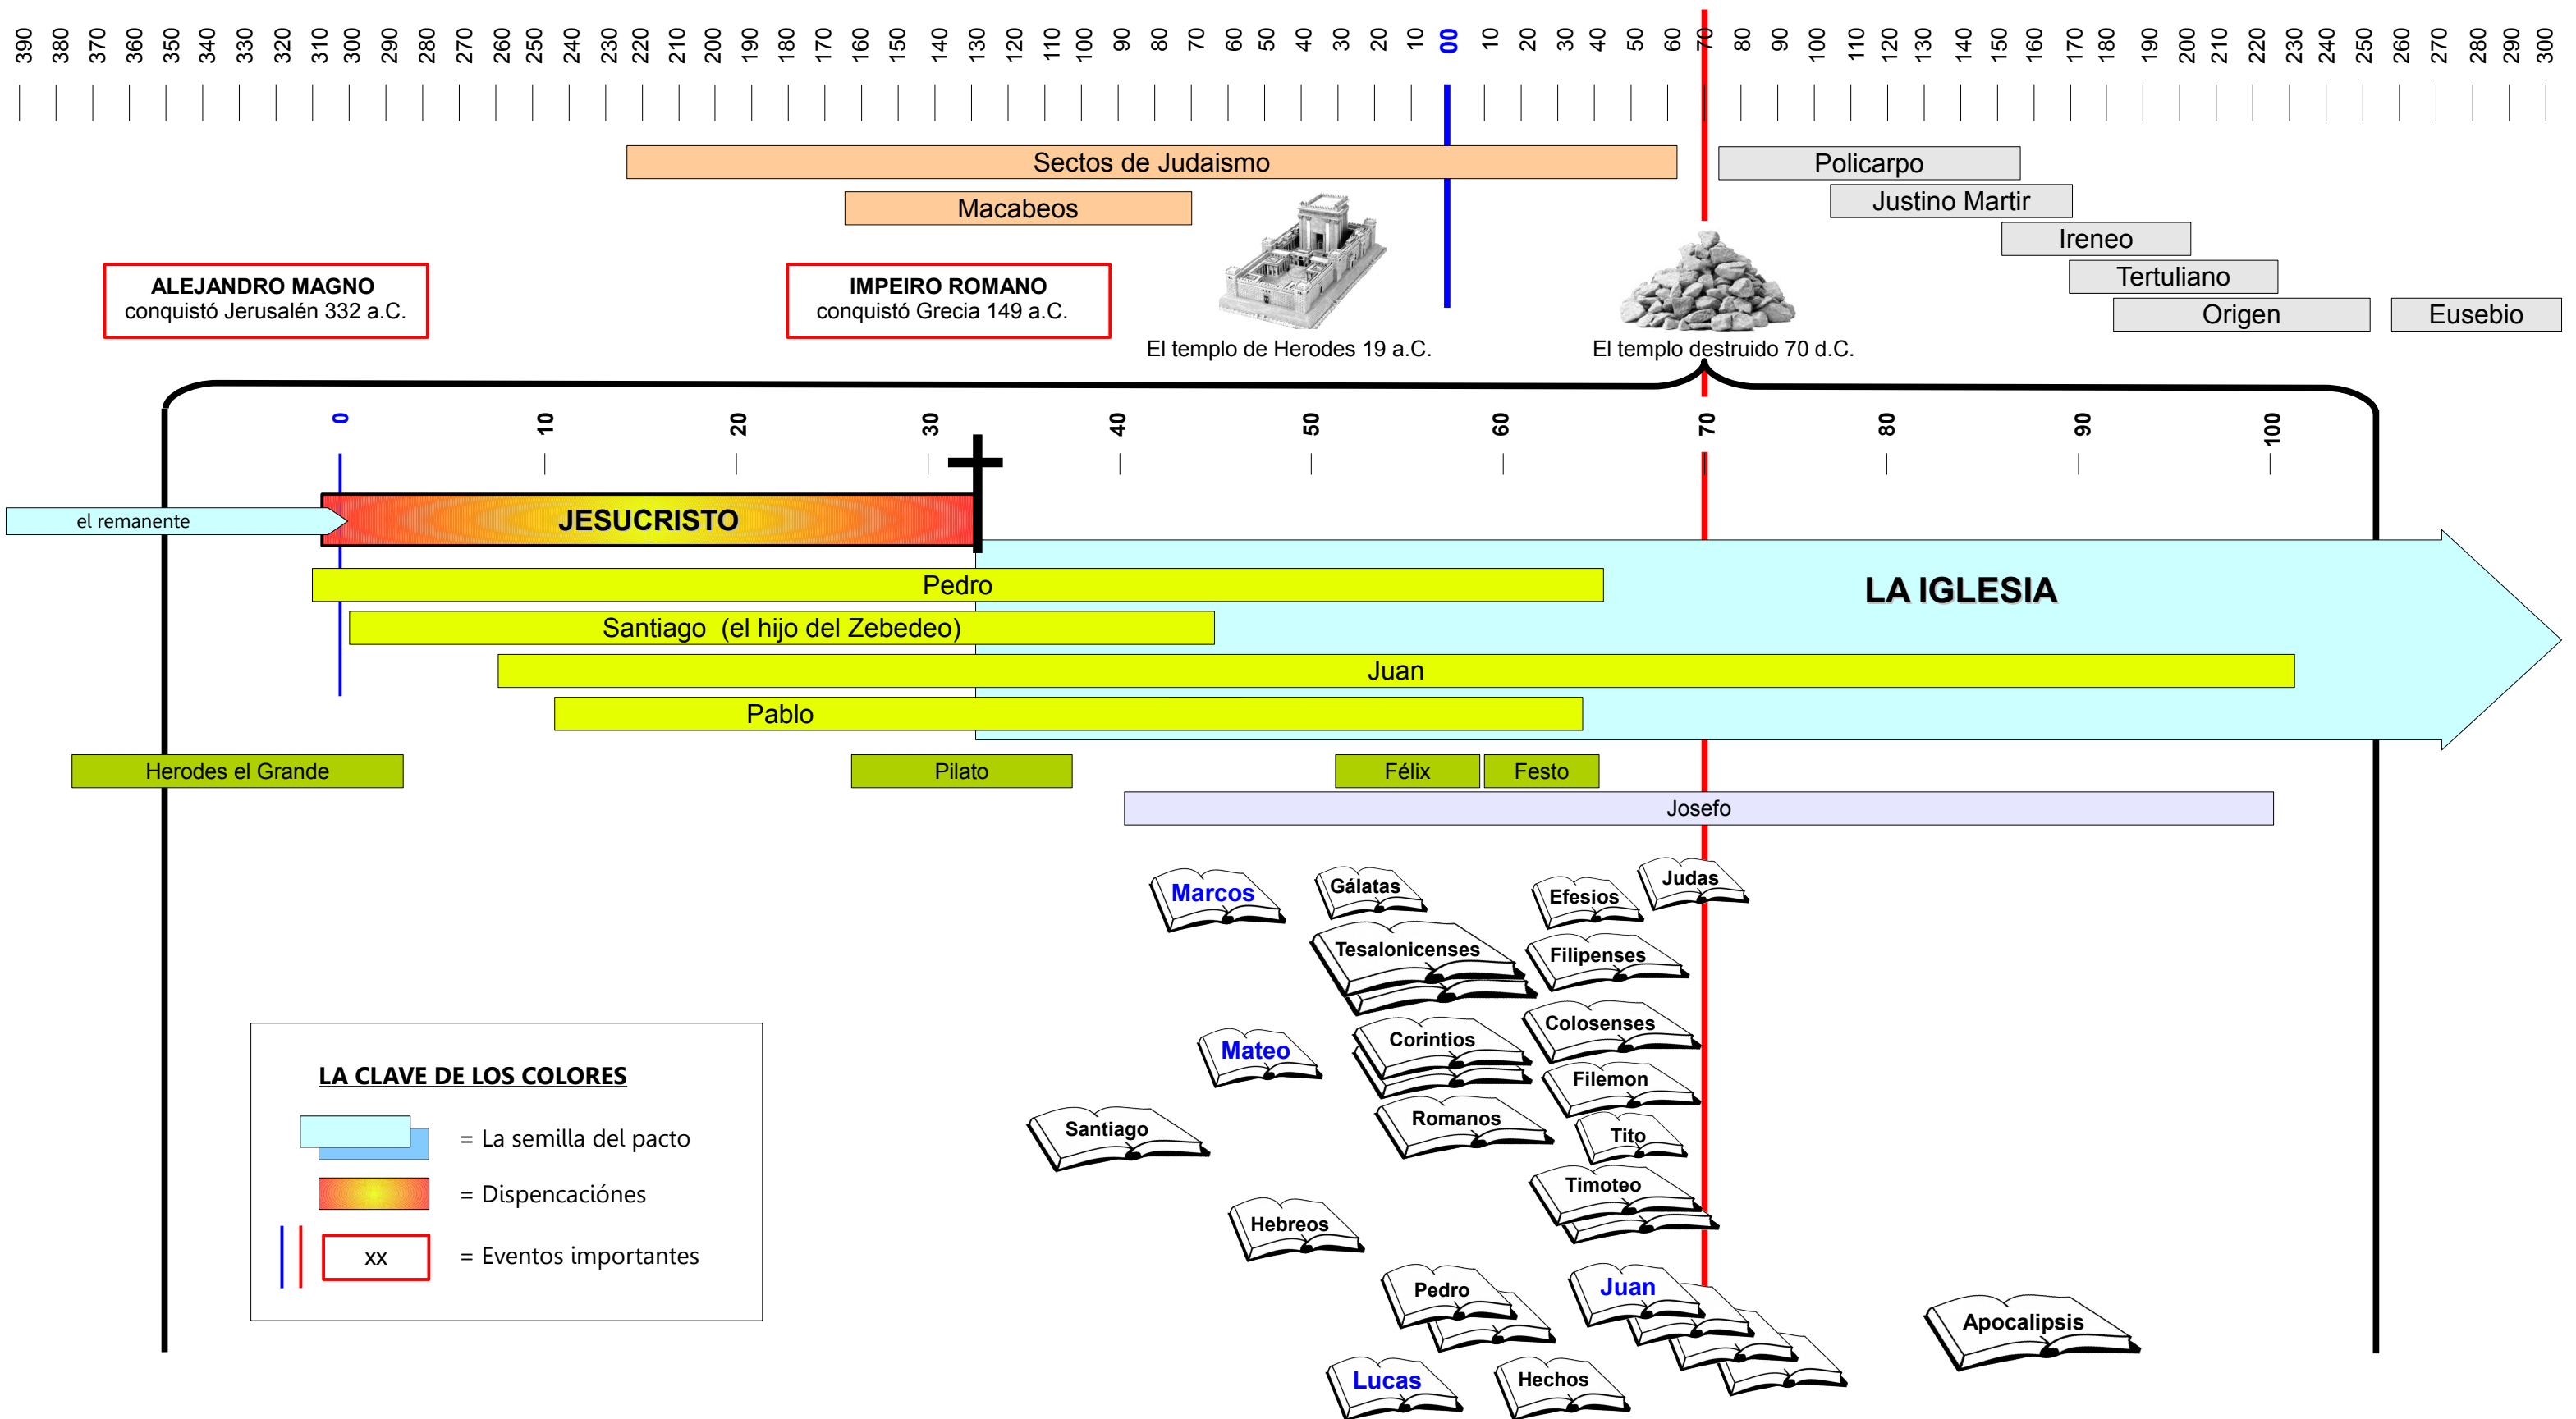 390 380 370 360 350 340 330 320 310 300 290 280 270 260 240 230 220 210 200 190 180 170 160 150 140 130 120 110 100 90 80 70 60 50 40 30 20 10 00 10 20 30 40 50 60 70 80 90 100 110 120 130 140 150 160 170 180 190 200 210 220 230 240 250 260 270 280 290 300
Sectos de Judaismo
Policarpo
Macabeos
Justino Martir
Ireneo
Tertuliano
Origen
Eusebio
ALEJANDRO MAGNO
conquistó Jerusalén 332 a.C.
IMPEIRO ROMANO
conquistó Grecia 149 a.C.
El templo de Herodes 19 a.C.
El templo destruido 70 d.C.
0 10 20 30 40 50 60 70 80 90 100
el remanente
JESUCRISTO
Pedro
LA IGLESIA
Santiago (el hijo del Zebedeo)
Juan
Pablo
Herodes el Grande
Pilato
Félix
Festo
Josefo
Marcos
Gálatas
Efesios
Judas
Tesalonicenses
Filipenses
Mateo
Corintios
Colosenses
Filemon
Santiago
Romanos
Tito
Timoteo
Hebreos
Pedro
Juan
Apocalipsis
Lucas
Hechos
LA CLAVE DE LOS COLORES
= La semilla del pacto
= Dispencaciónes
xx
= Eventos importantes